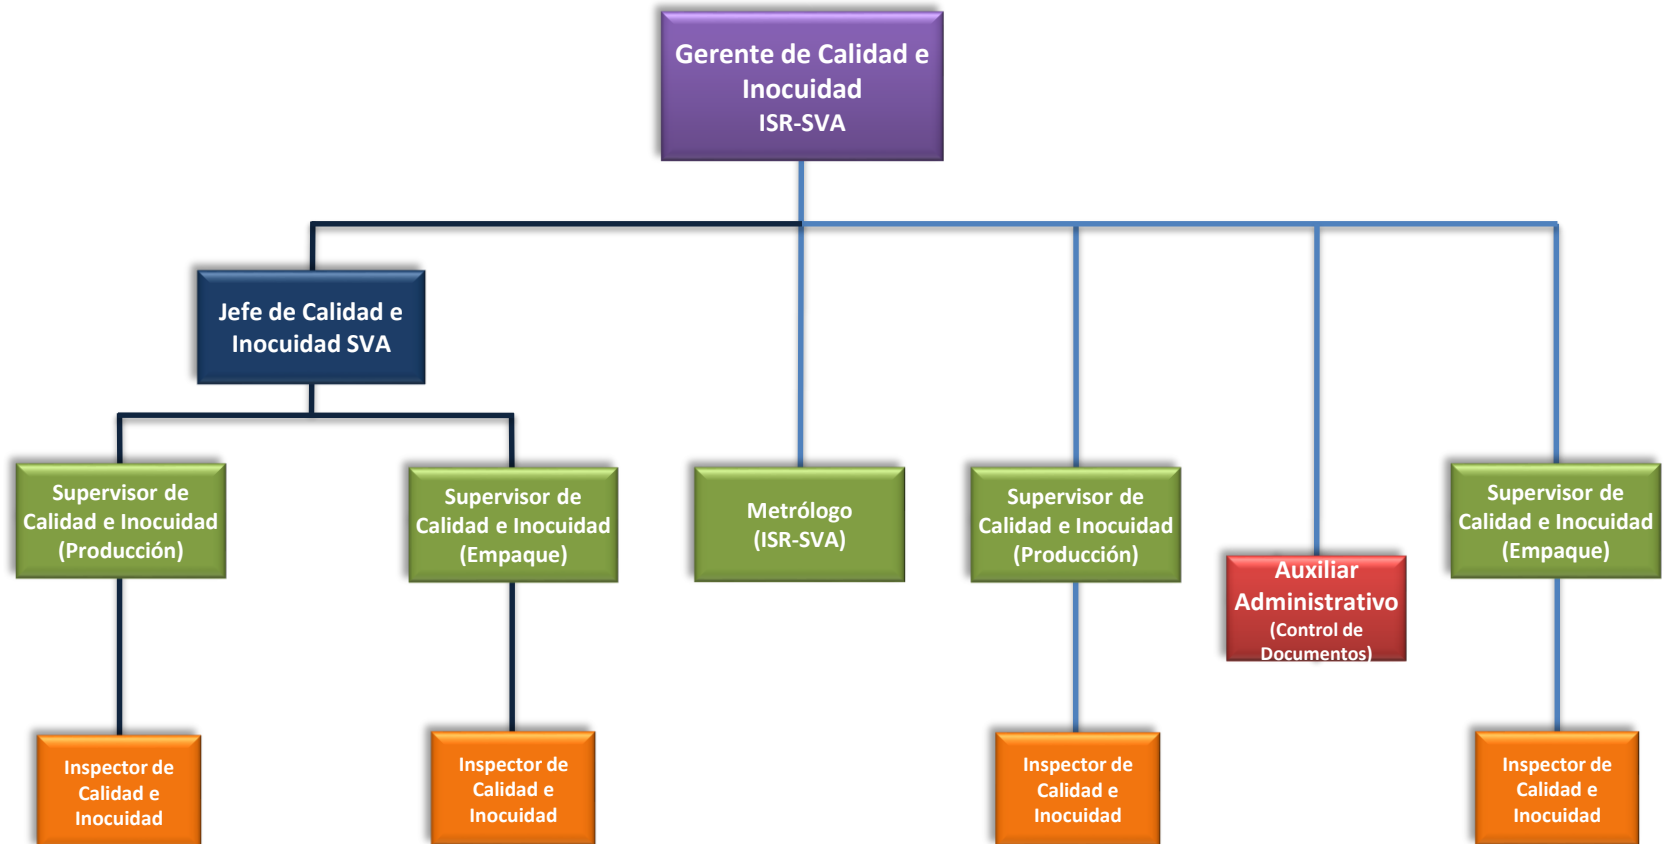 Gerente de Calidad e
Inocuidad
ISR-SVA
Jefe de Calidad e
Inocuidad SVA
Supervisor de
Calidad e Inocuidad
(Producción)
Supervisor de
Calidad e Inocuidad
(Empaque)
Metrólogo
(ISR-SVA)
Supervisor de
Calidad e Inocuidad
(Producción)
Auxiliar
Administrativo
(Control de
Documentos)
Supervisor de
Calidad e Inocuidad
(Empaque)
Inspector de
Calidad e
Inocuidad
Inspector de
Calidad e
Inocuidad
Inspector de
Calidad e
Inocuidad
Inspector de
Calidad e
Inocuidad